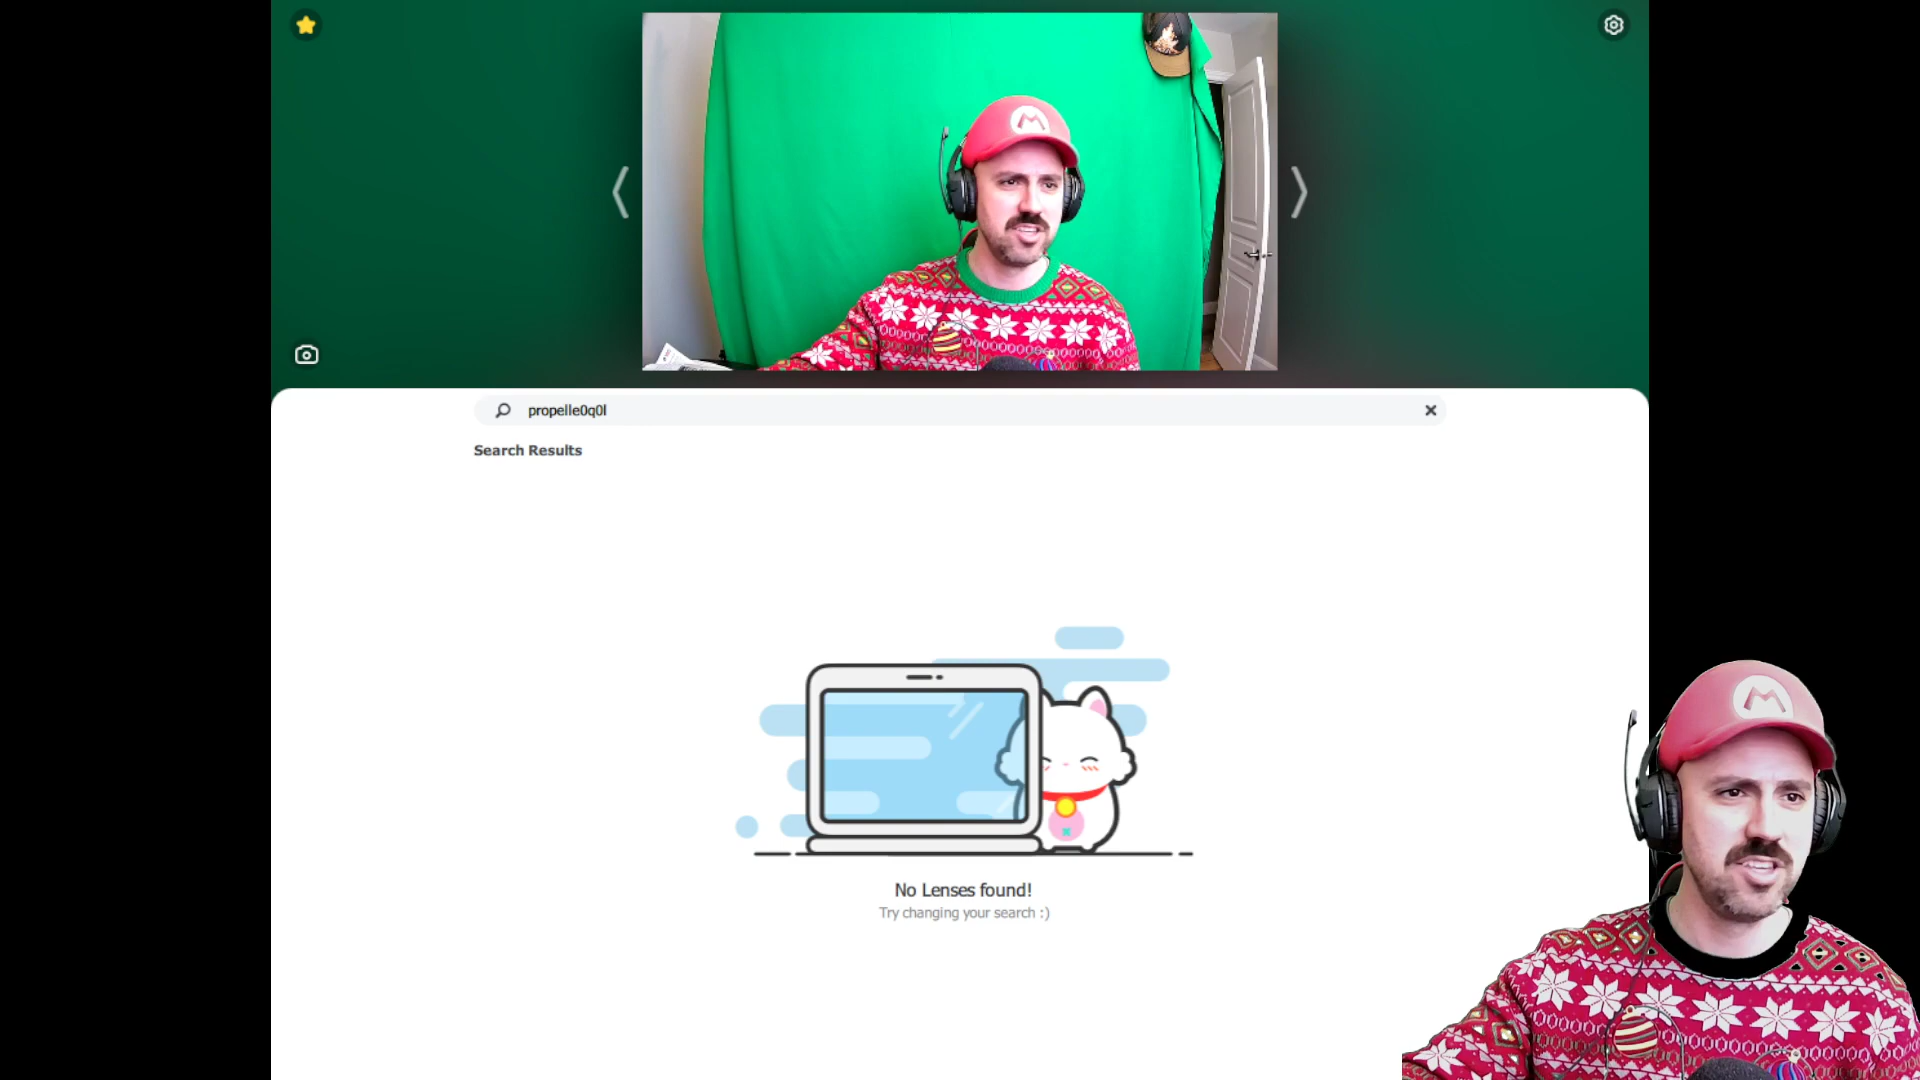 M
propelle0q0l
Search Results
No Lenses found!
Try changing your search :)
M